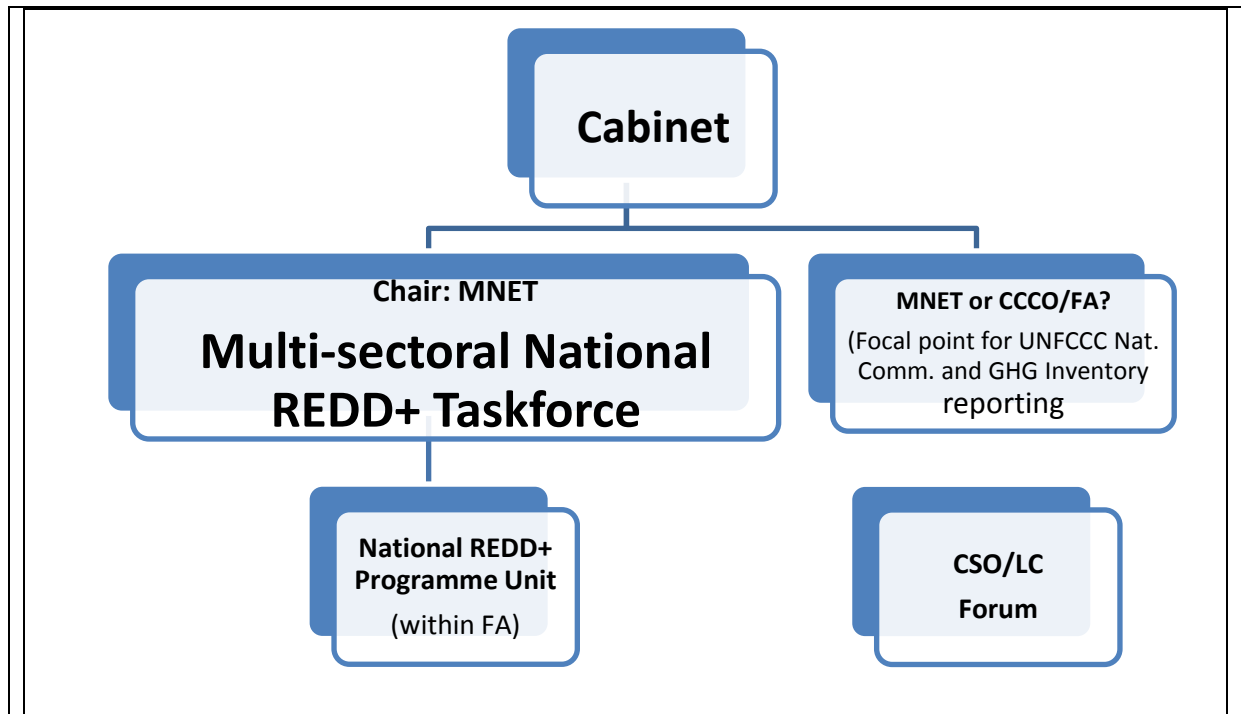 Cabinet
Chair: MNET
Multi-sectoral National
REDD+ Taskforce
MNET or CCCO/FA?
(Focal point for UNFCCC Nat.
Comm. and GHG Inventory
reporting
National REDD+
Programme Unit
(within FA)
CSO/LC
Forum